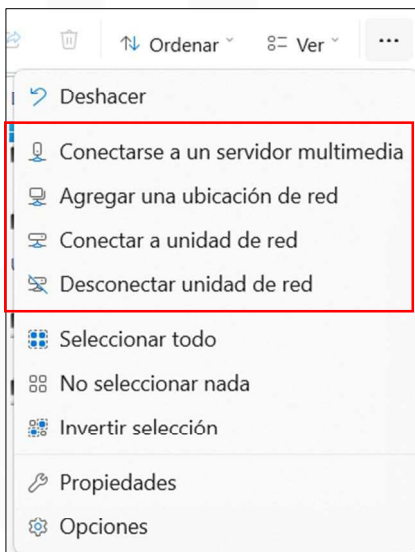 Ordenar Ver ...
Deshacer
Conectarse a un servidor multimedia
Agregar una ubicación de red
Conectar a unidad de red
Desconectar unidad de red
Seleccionar todo
No seleccionar nada
Invertir selección
Propiedades
Opciones